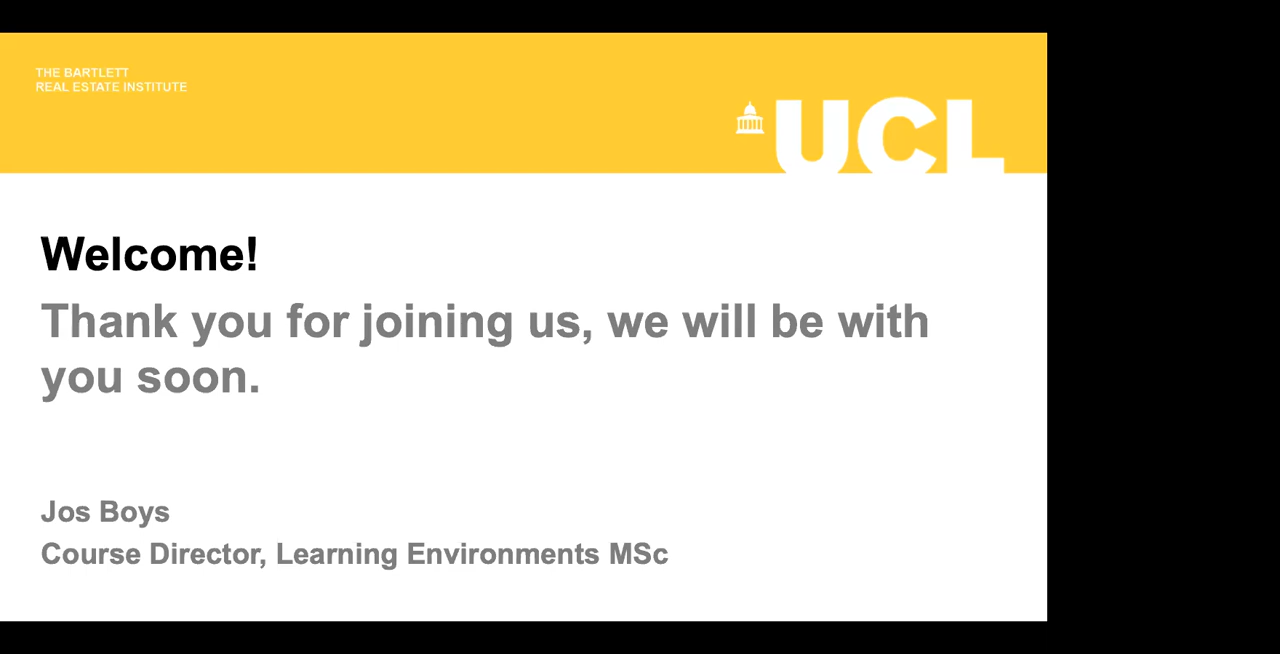 THE BARTLETT
REAL ESTATE INSTITUTE
UCL
Welcome!
Thank you for joining us, we will be with
you soon.
Jos Boys
Course Director, Learning Environments MSc